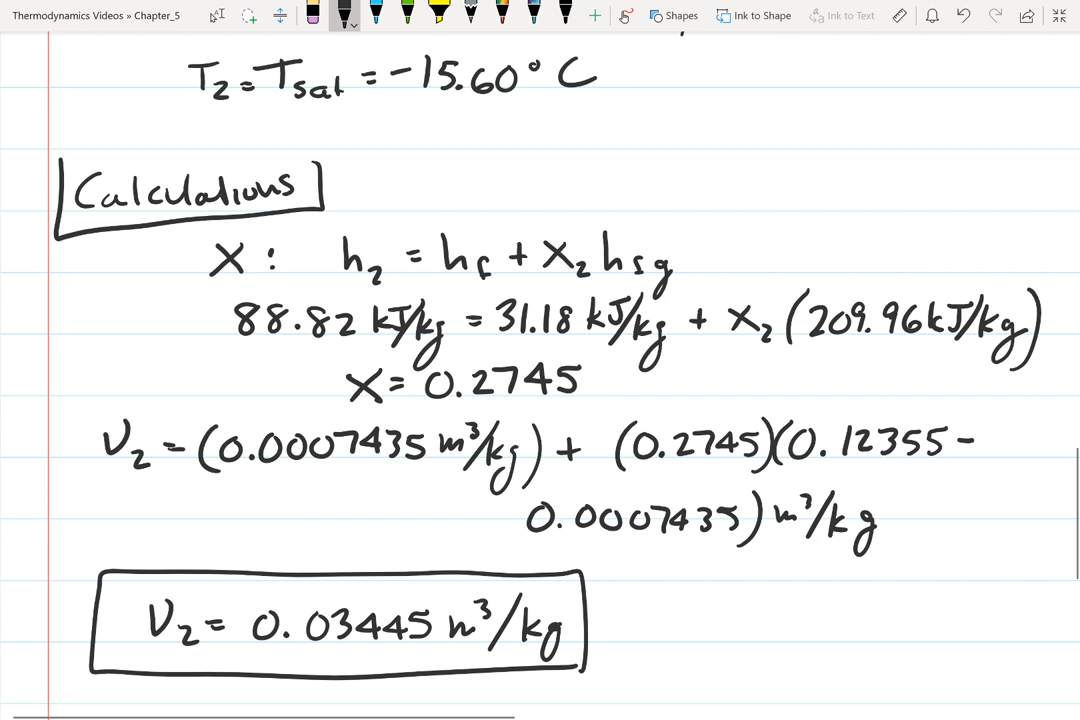 Thermodynamics Videos » Chapter_5
Shapes
Ink to Shape
Ink to Text
T₂ = Tsat = -15.60° C
Calculations
X : h₂ = hf + X₂ hfg
88.82 kJ/kg = 31.18 kJ/kg + X₂ (209.96 kJ/kg)
X = 0.2745
V₂ = (0.0007435 m³/kg) + (0.2745)(0.12355 -
0.0007435) m³/kg
V₂ = 0.03445 m³/kg